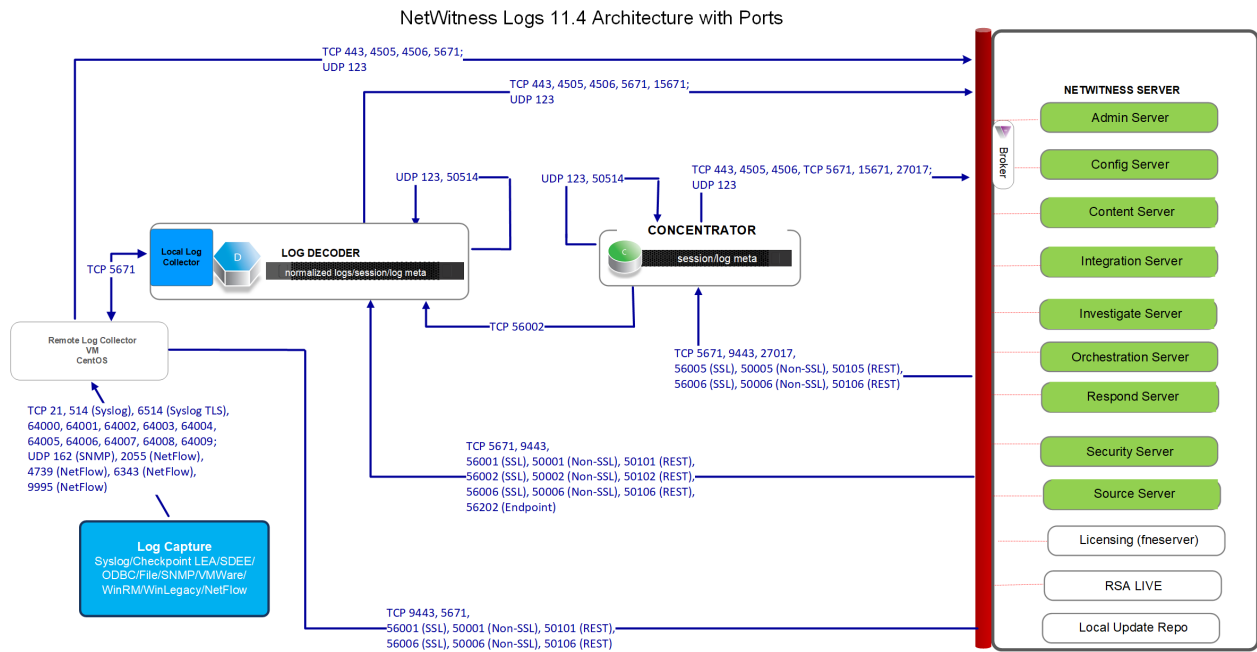 NetWitness Logs 11.4 Architecture with Ports
TCP 443, 4505, 4506, 5671;
UDP 123
TCP 443, 4505, 4506, 5671, 15671;
UDP 123
UDP 123, 50514
UDP 123, 50514
TCP 443, 4505, 4506, TCP 5671, 15671, 27017;
UDP 123
Local Log
Collector
D
LOG DECODER
normalized logs/session/log meta
CONCENTRATOR
C
session/log meta
TCP 5671
TCP 56002
Remote Log Collector
VM
CentOS
TCP 5671, 9443, 27017,
56005 (SSL), 50005 (Non-SSL), 50105 (REST),
56006 (SSL), 50006 (Non-SSL), 50106 (REST)
TCP 21, 514 (Syslog), 6514 (Syslog TLS),
64000, 64001, 64002, 64003, 64004,
64005, 64006, 64007, 64008, 64009;
UDP 162 (SNMP), 2055 (NetFlow),
4739 (NetFlow), 6343 (NetFlow),
9995 (NetFlow)
TCP 5671, 9443,
56001 (SSL), 50001 (Non-SSL), 50101 (REST),
56002 (SSL), 50002 (Non-SSL), 50102 (REST),
56006 (SSL), 50006 (Non-SSL), 50106 (REST),
56202 (Endpoint)
Log Capture
Syslog/Checkpoint LEA/SDEE/
ODBC/File/SNMP/VMWare/
WinRM/WinLegacy/NetFlow
TCP 9443, 5671,
56001 (SSL), 50001 (Non-SSL), 50101 (REST),
56006 (SSL), 50006 (Non-SSL), 50106 (REST)
NETWITNESS SERVER
Broker
Admin Server
Config Server
Content Server
Integration Server
Investigate Server
Orchestration Server
Respond Server
Security Server
Source Server
Licensing (fneserver)
RSA LIVE
Local Update Repo